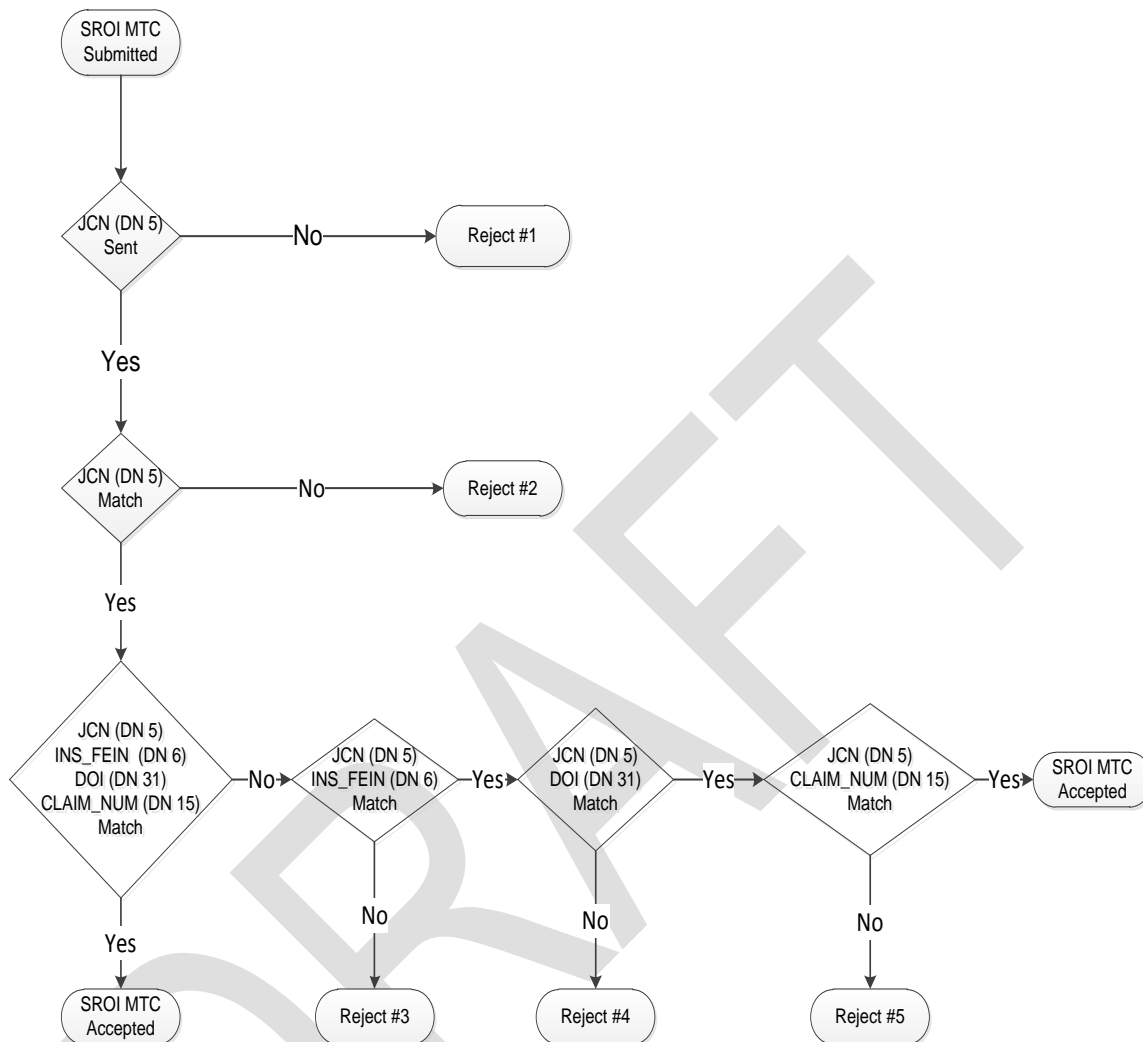 SROI MTC
Submitted
JCN (DN 5)
Sent
No
Reject #1
Yes
JCN (DN 5)
Match
No
Reject #2
Yes
JCN (DN 5)
INS_FEIN (DN 6)
DOI (DN 31)
CLAIM_NUM (DN 15)
Match
No
JCN (DN 5)
INS_FEIN (DN 6)
Match
Yes
JCN (DN 5)
DOI (DN 31)
Match
Yes
JCN (DN 5)
CLAIM_NUM (DN 15)
Match
Yes
SROI MTC
Accepted
Yes
No
No
No
SROI MTC
Accepted
Reject #3
Reject #4
Reject #5
DRAFT